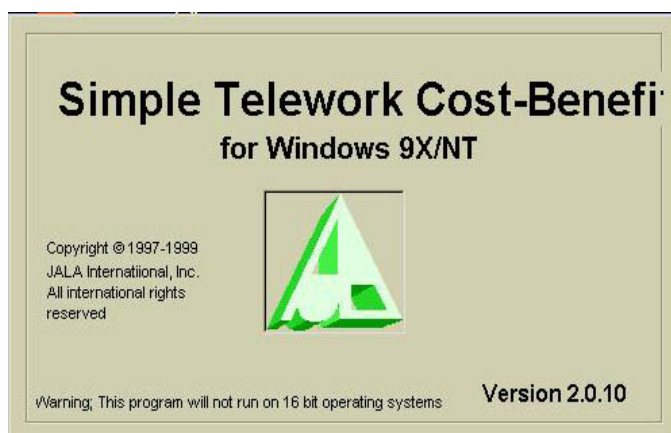 Simple Telework Cost-Benefi
for Windows 9X/NT
Copyright © 1997-1999
JALA Internatiional, Inc.
All international rights
reserved
Warning; This program will not run on 16 bit operating systems
Version 2.0.10